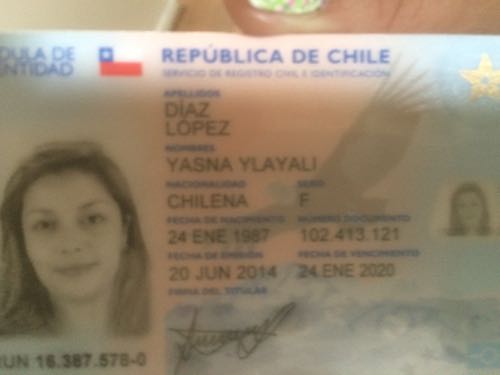 DULA DE
ENTIDAD
REPÚBLICA DE CHILE
SERVICIO DE REGISTRO CIVIL E IDENTIFICACIÓN
APELLIDOS
DÍAZ
LÓPEZ
NOMBRES
YASNA YLAYALI
NACIONALIDAD SEXO
CHILENA F
FECHA DE NACIMIENTO NÚMERO DOCUMENTO
24 ENE 1987 102.413.121
FECHA DE EMISIÓN FECHA DE VENCIMIENTO
20 JUN 2014 24 ENE 2020
FIRMA DEL TITULAR
RUN 16.387.578-0